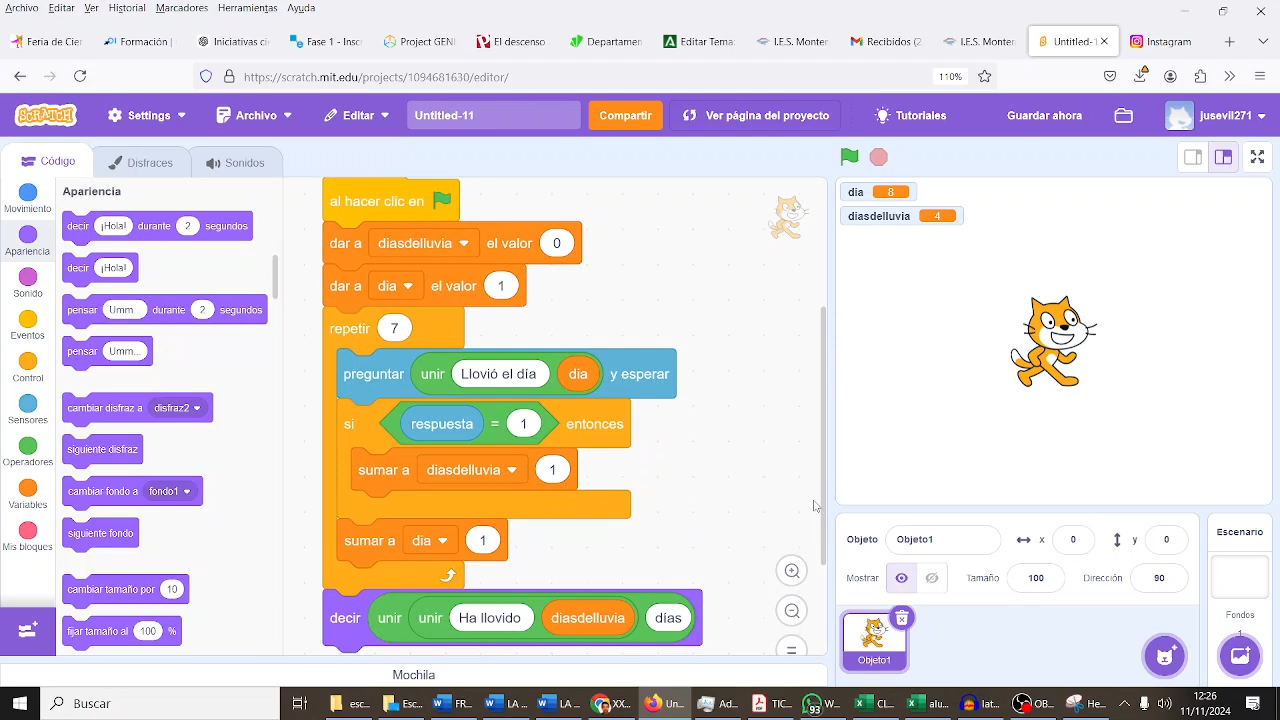 Archivo Editar Ver Historial Marcadores Herramientas Ayuda
Feria de Cier Formación | Iniciativas cir Fase 1 - Inscr Project GENI El descenso Departamen Editar Tema I.E.S. Monter Recibidos (2 I.E.S. Monter Untitled-1 Instagram
https://scratch.mit.edu/projects/1094681630/editor/ 110%
SCRATCH Settings Archivo Editar Untitled-11 Compartir Ver página del proyecto Tutoriales Guardar ahora jusevil271
Código Disfraces Sonidos
Movimiento
Apariencia
Sonido
Eventos
Control
Sensores
Operadores
Variables
Mis bloques
Apariencia
decir ¡Hola! durante 2 segundos
decir ¡Hola!
pensar Umm... durante 2 segundos
pensar Umm...
cambiar disfraz a disfraz2
siguiente disfraz
cambiar fondo a fondo1
siguiente fondo
cambiar tamaño por 10
fijar tamaño al 100 %
al hacer clic en
dar a diasdelluvia el valor 0
dar a dia el valor 1
repetir 7
preguntar unir Llovió el día dia y esperar
si respuesta = 1 entonces
sumar a diasdelluvia 1
sumar a dia 1
decir unir unir Ha llovido diasdelluvia días
Mochila
dia 8
diasdelluvia 4
Objeto Objeto1 x 0 y 0
Mostrar Tamaño 100 Dirección 90
Objeto1
Escenario
Fondos
1
Buscar
12:26
11/11/2024